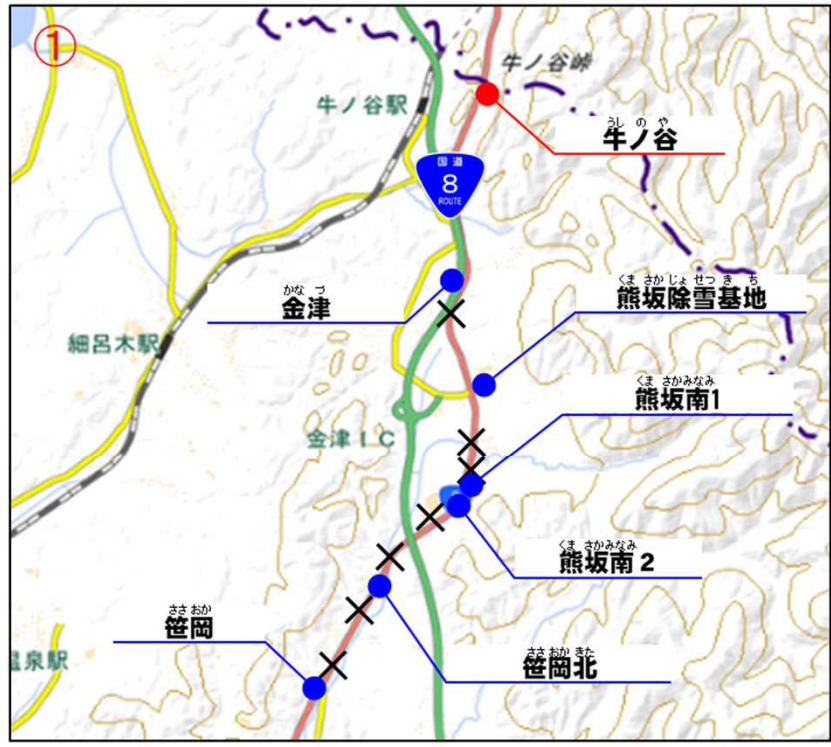 ①
牛ノ谷峠
牛ノ谷駅
うしのや
牛ノ谷
国道
8
ROUTE
かなづ
金津
くまさかじょせつきち
熊坂除雪基地
細呂木駅
くまさかみなみ
熊坂南1
金津IC
くまさかみなみ
熊坂南2
ささおか
笹岡
ささおかきた
笹岡北
温泉駅